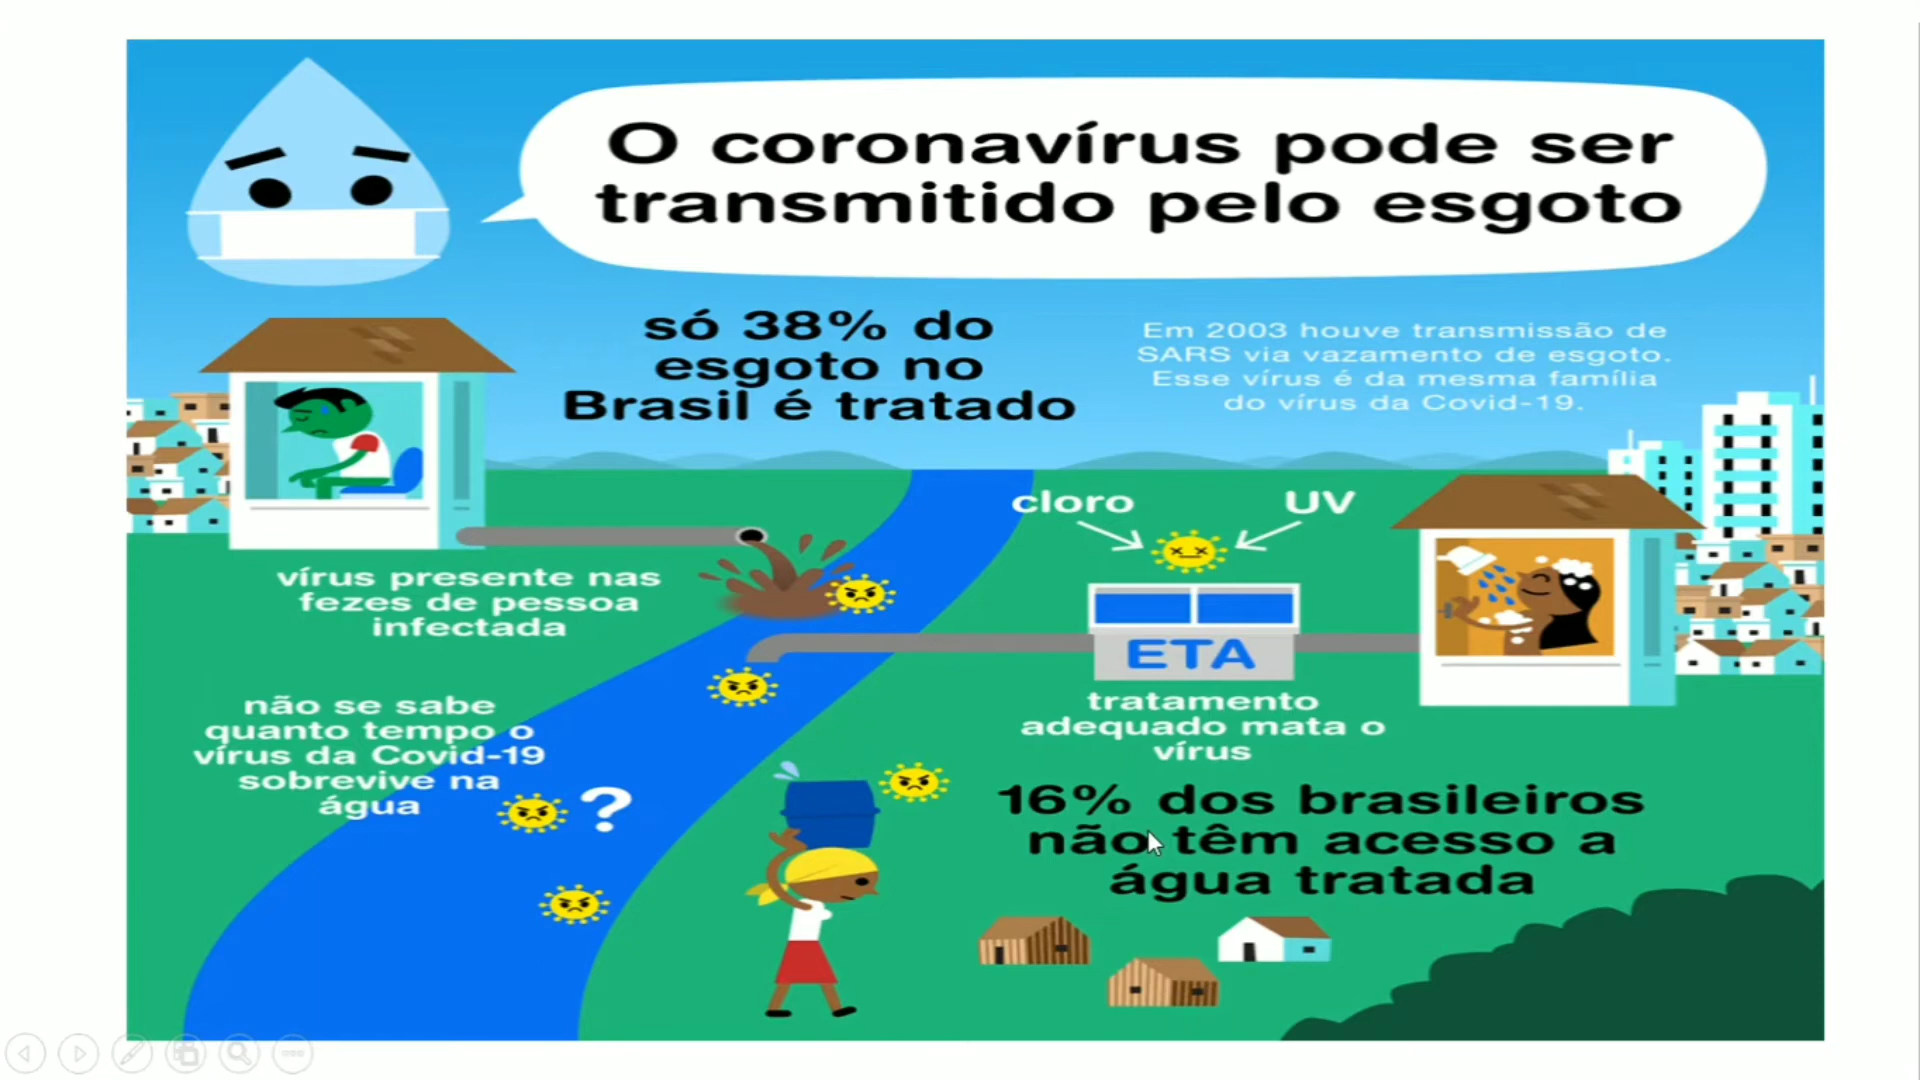 O coronavírus pode ser
transmitido pelo esgoto
só 38% do
esgoto no
Brasil é tratado
Em 2003 houve transmissão de
SARS via vazamento de esgoto.
Esse vírus é da mesma família
do vírus da Covid-19.
cloro
UV
vírus presente nas
fezes de pessoa
infectada
ETA
tratamento
adequado mata o
vírus
não se sabe
quanto tempo o
vírus da Covid-19
sobrevive na
água
?
16% dos brasileiros
não têm acesso a
água tratada